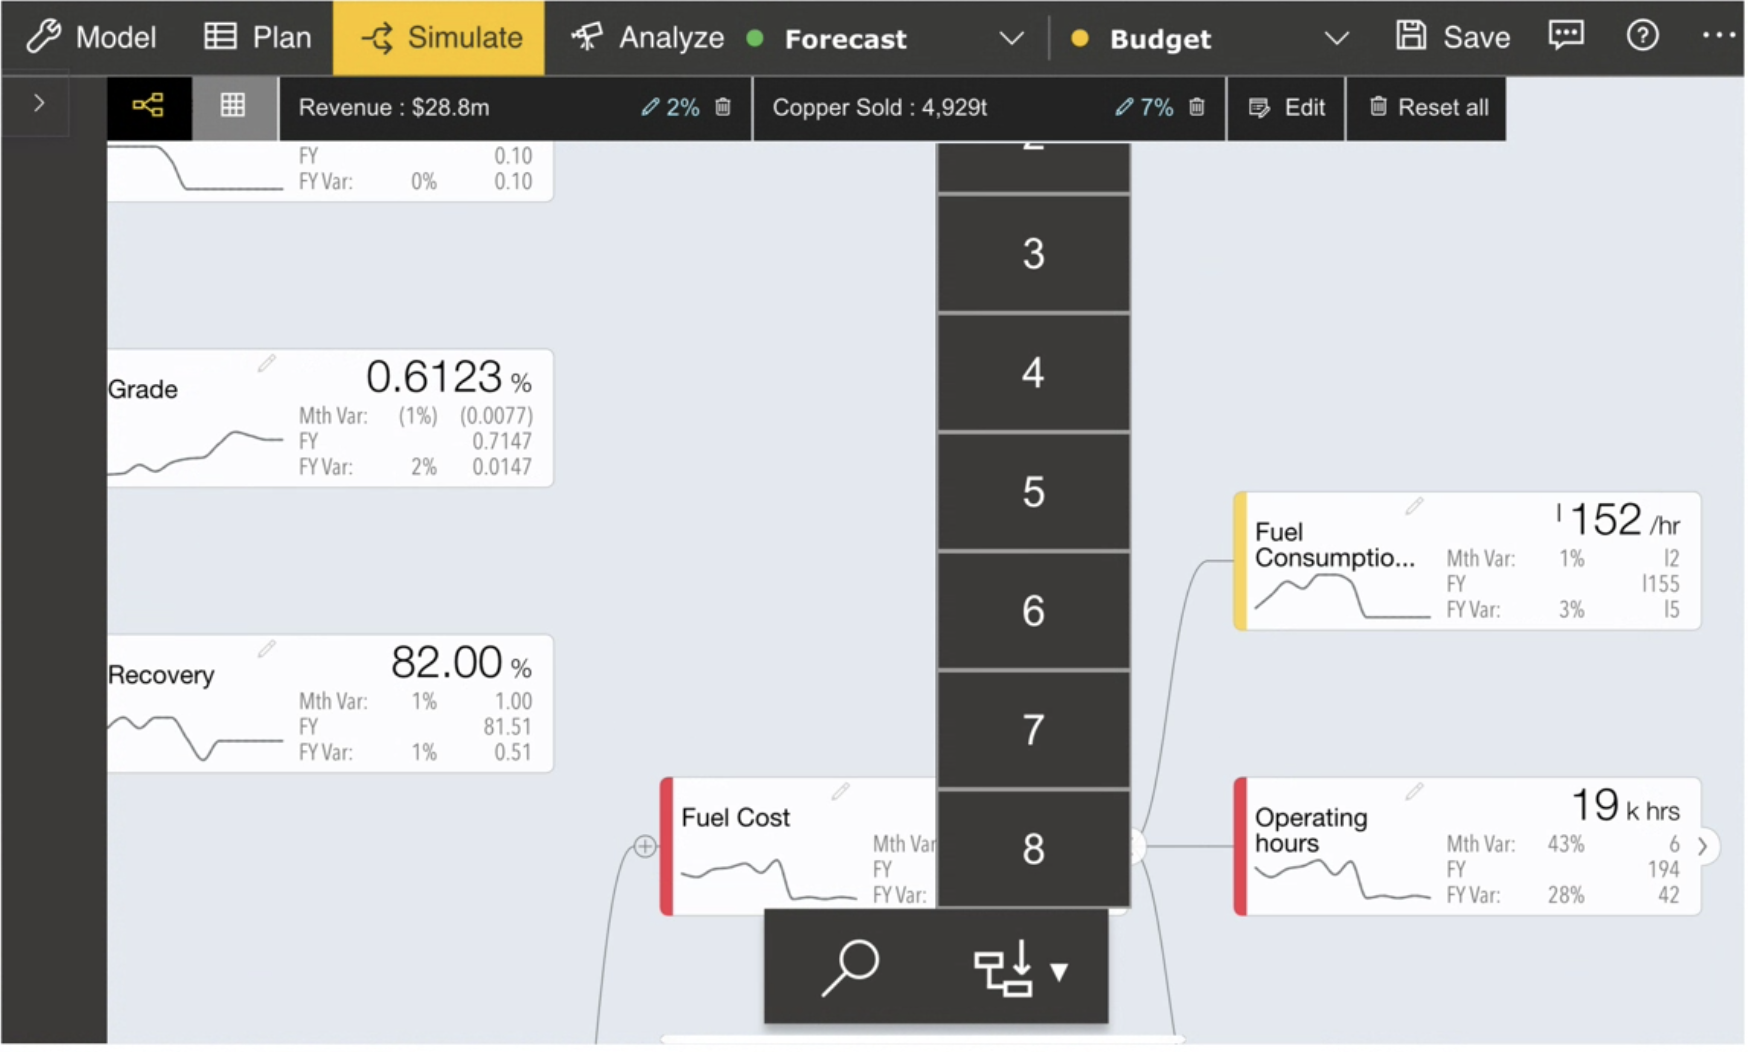 Model Plan Simulate Analyze Forecast Budget Save ...
Revenue : $28.8m 2% Copper Sold : 4,929t 7% Edit Reset all
FY 0.10
FY Var: 0% 0.10
Grade 0.6123 %
Mth Var: (1%) (0.0077)
FY 0.7147
FY Var: 2% 0.0147
Recovery 82.00 %
Mth Var: 1% 1.00
FY 81.51
FY Var: 1% 0.51
Fuel Cost
Mth Var
FY
FY Var:
3
4
5
6
7
8
Fuel Consumptio... l 152 /hr
Mth Var: 1% l2
FY l155
FY Var: 3% l5
Operating hours 19 k hrs
Mth Var: 43% 6
FY 194
FY Var: 28% 42